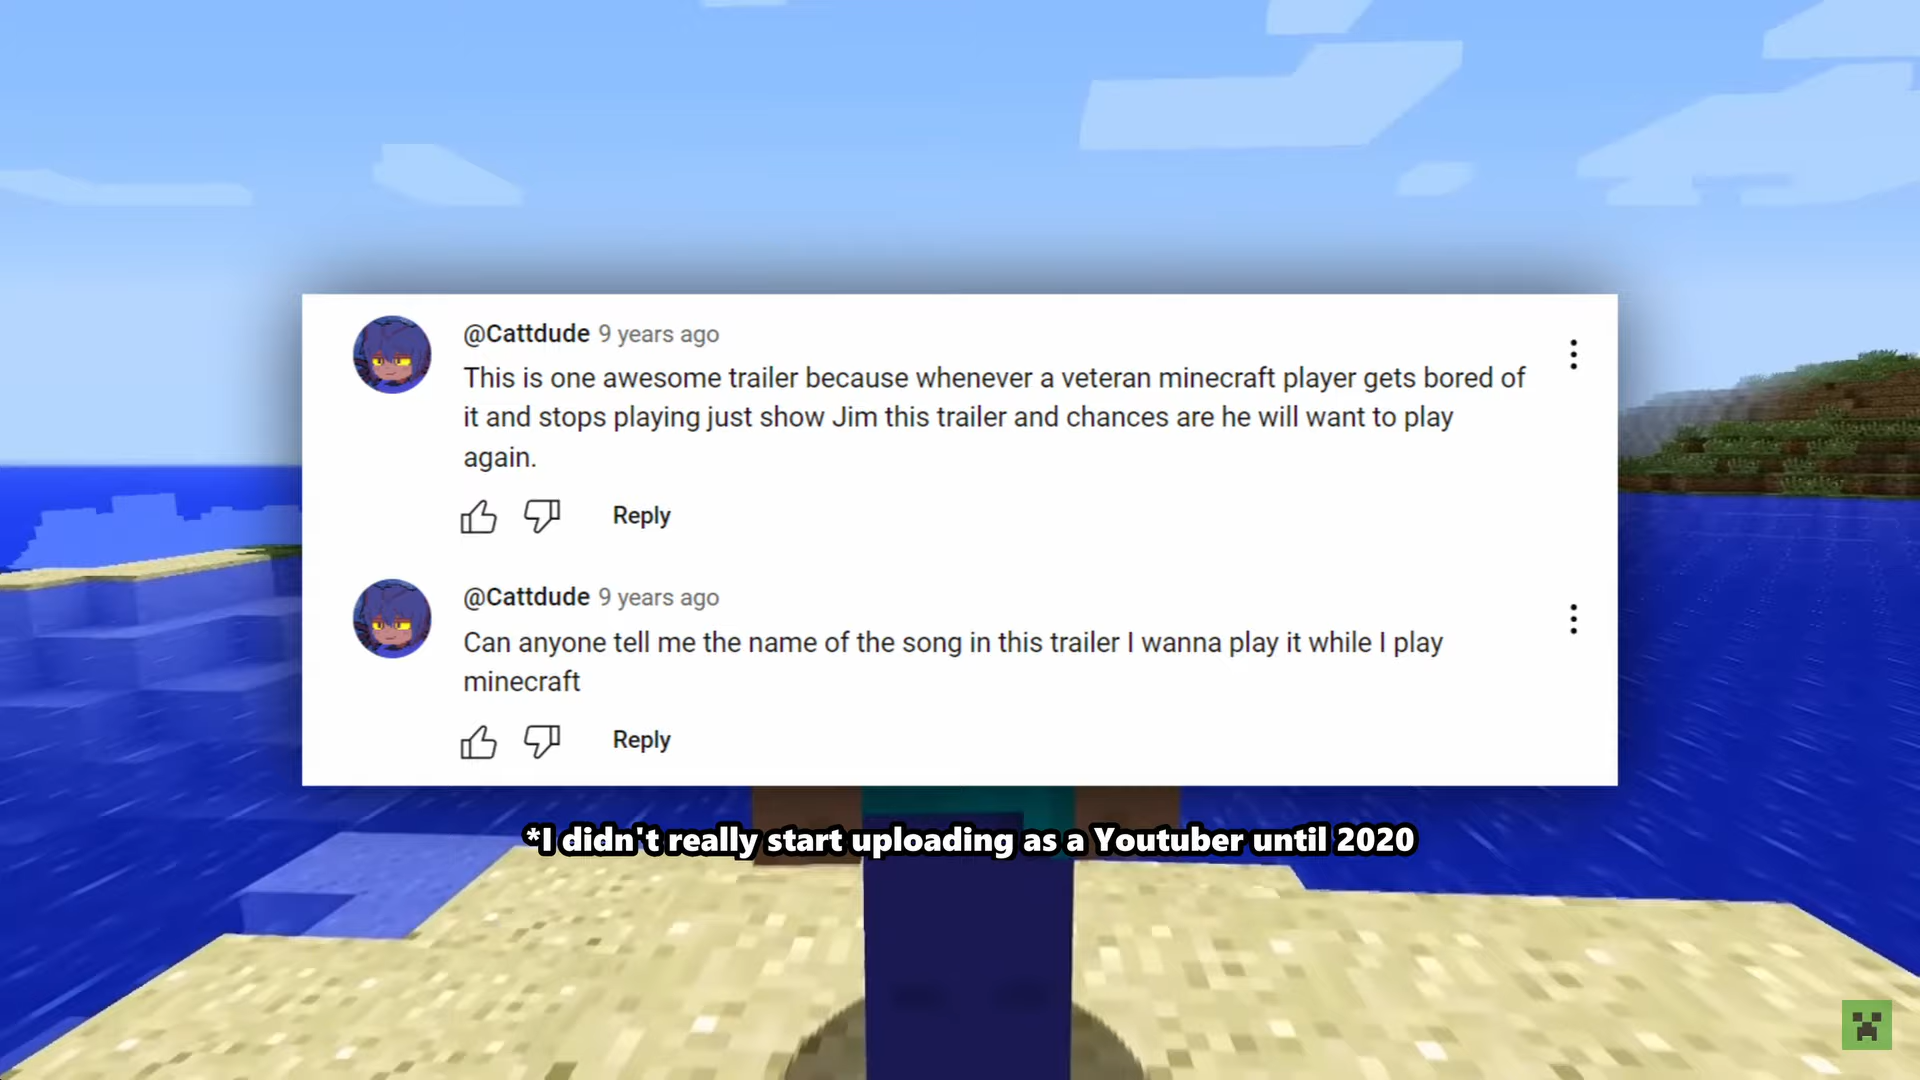 @Cattdude 9 years ago
This is one awesome trailer because whenever a veteran minecraft player gets bored of
it and stops playing just show Jim this trailer and chances are he will want to play
again.
Reply
@Cattdude 9 years ago
Can anyone tell me the name of the song in this trailer I wanna play it while I play
minecraft
Reply
*I didn't really start uploading as a Youtuber until 2020